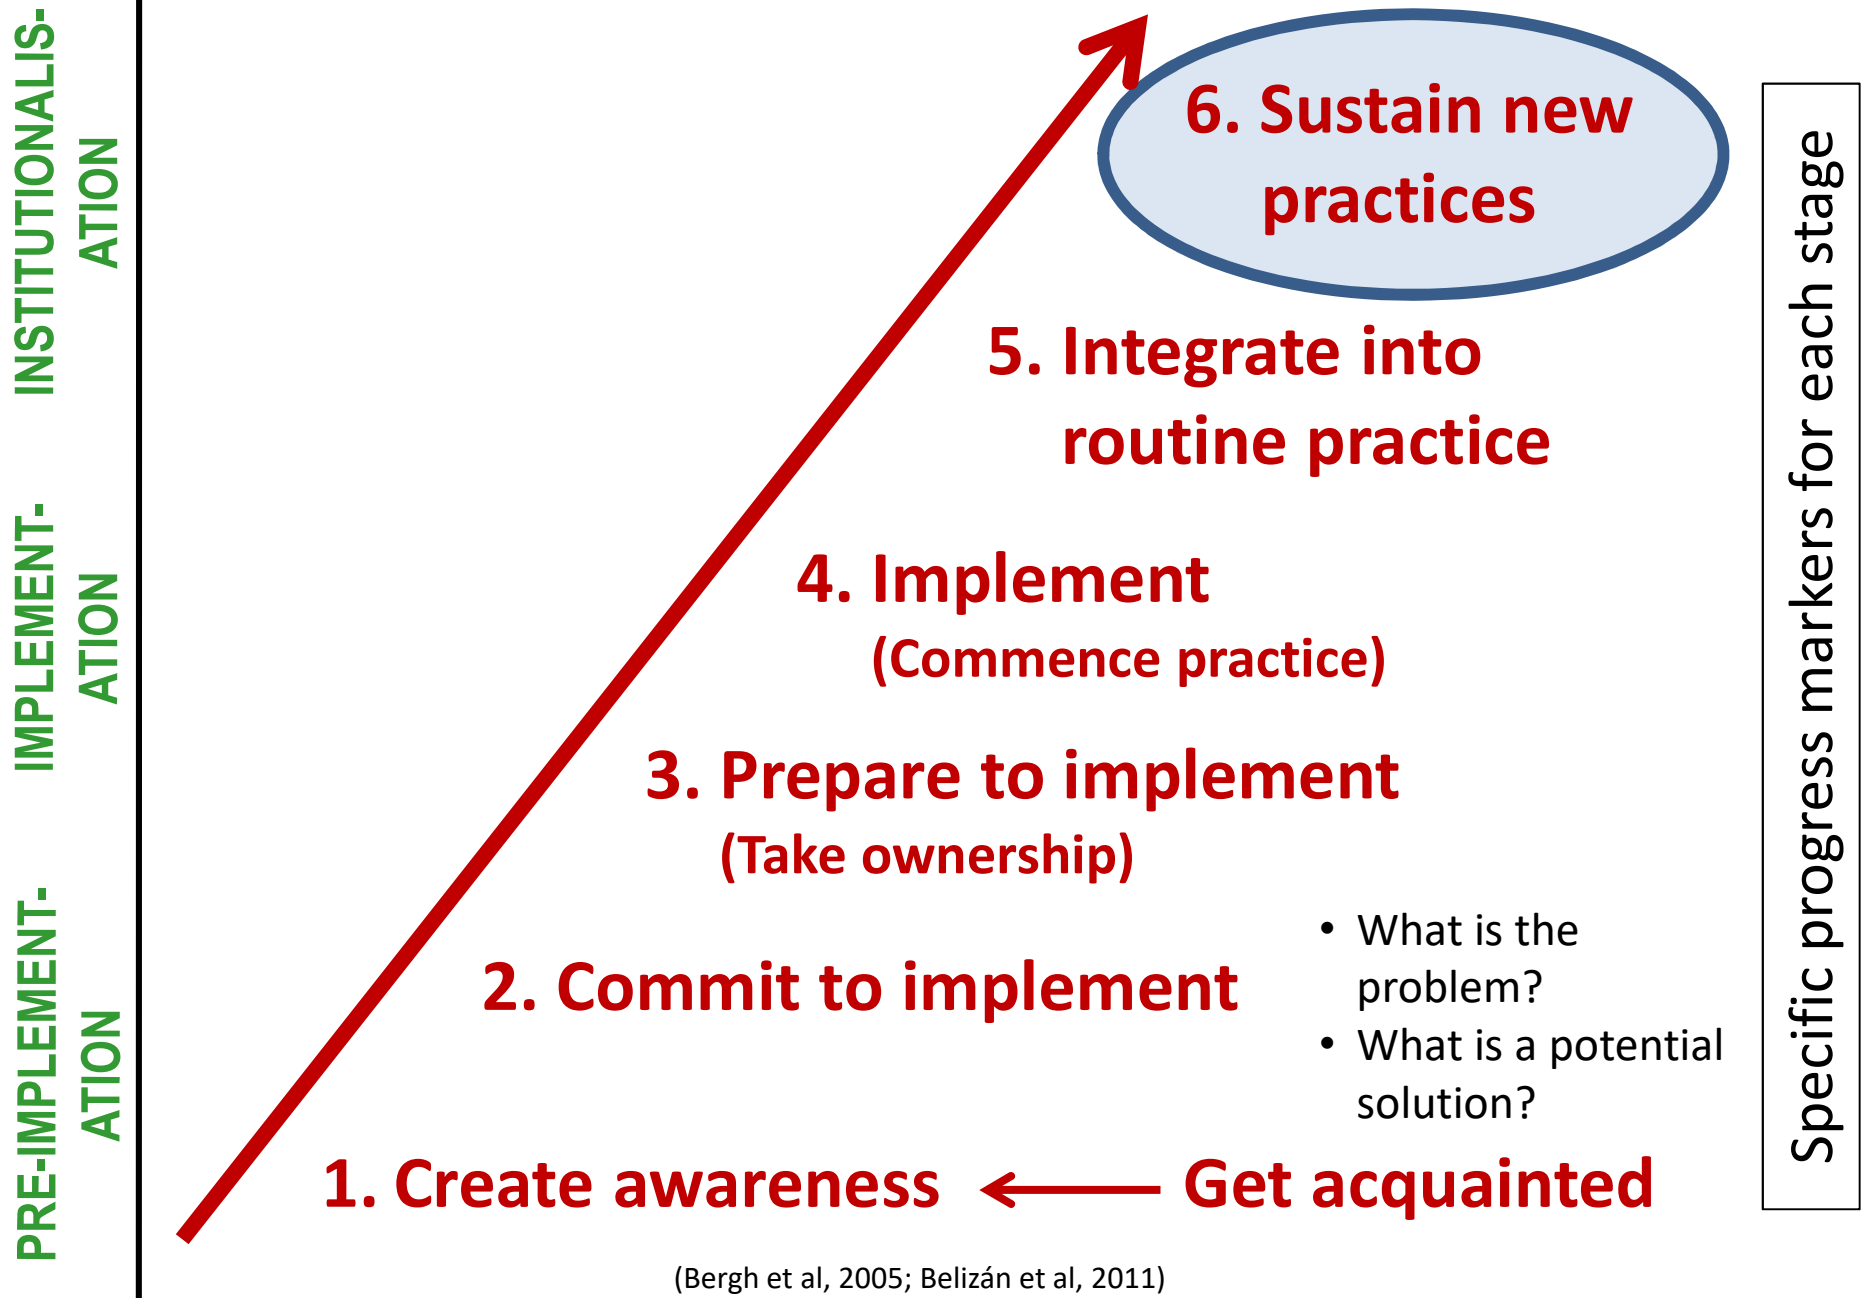 INSTITUTIONALIS-
ATION
IMPLEMENT-
ATION
PRE-IMPLEMENT-
ATION
6. Sustain new
practices
5. Integrate into
routine practice
4. Implement
(Commence practice)
3. Prepare to implement
(Take ownership)
2. Commit to implement
• What is the
problem?
• What is a potential
solution?
1. Create awareness
Get acquainted
Specific progress markers for each stage
(Bergh et al, 2005; Belizán et al, 2011)